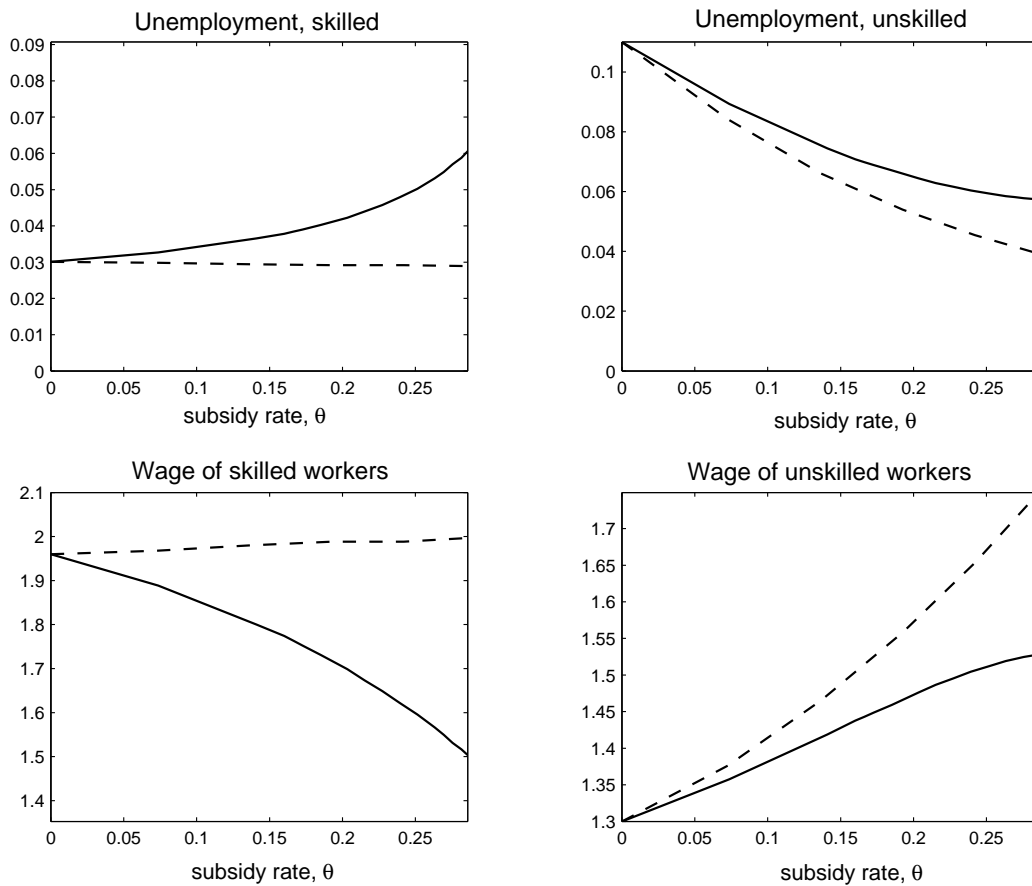 Unemployment, skilled
0.09
0.08
0.07
0.06
0.05
0.04
0.03
0.02
0.01
0
0 0.05 0.1 0.15 0.2 0.25
subsidy rate, θ
Unemployment, unskilled
0.1
0.08
0.06
0.04
0.02
0
0 0.05 0.1 0.15 0.2 0.25
subsidy rate, θ
Wage of skilled workers
2.1
2
1.9
1.8
1.7
1.6
1.5
1.4
0 0.05 0.1 0.15 0.2 0.25
subsidy rate, θ
Wage of unskilled workers
1.7
1.65
1.6
1.55
1.5
1.45
1.4
1.35
1.3
0 0.05 0.1 0.15 0.2 0.25
subsidy rate, θ